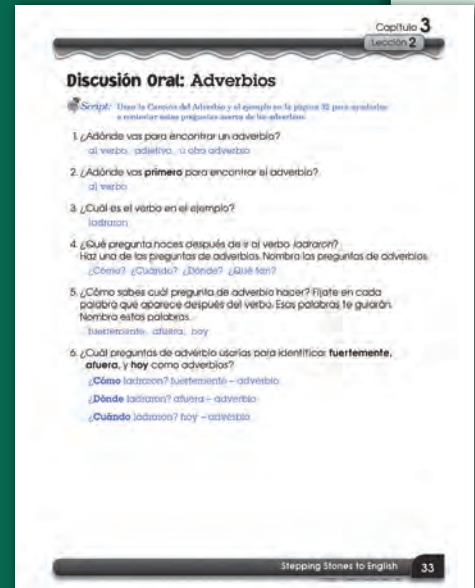 Capítulo 3
Lección 2
Discusión Oral: Adverbios
Script: Usen la Canción del Adverbio y el ejemplo en la página 32 para ayudarles
a contestar estas preguntas acerca de los adverbios.
1. ¿Adónde vas para encontrar un adverbio?
al verbo, adjetivo, u otro adverbio
2. ¿Adónde vas primero para encontrar el adverbio?
al verbo
3. ¿Cuál es el verbo en el ejemplo?
ladraron
4. ¿Qué pregunta haces después de ir al verbo ladraron?
Haz una de las preguntas de adverbios. Nombra las preguntas de adverbios.
¿Cómo? ¿Cuándo? ¿Dónde? ¿Qué tan?
5. ¿Cómo sabes cuál pregunta de adverbio hacer? Fíjate en cada
palabra que aparece después del verbo. Esas palabras te guiarán.
Nombra estas palabras.
fuertemente, afuera, hoy
6. ¿Cuál preguntas de adverbio usarías para identificar fuertemente,
afuera, y hoy como adverbios?
¿Cómo ladraron? fuertemente – adverbio
¿Dónde ladraron? afuera – adverbio
¿Cuándo ladraron? hoy – adverbio
Stepping Stones to English 33